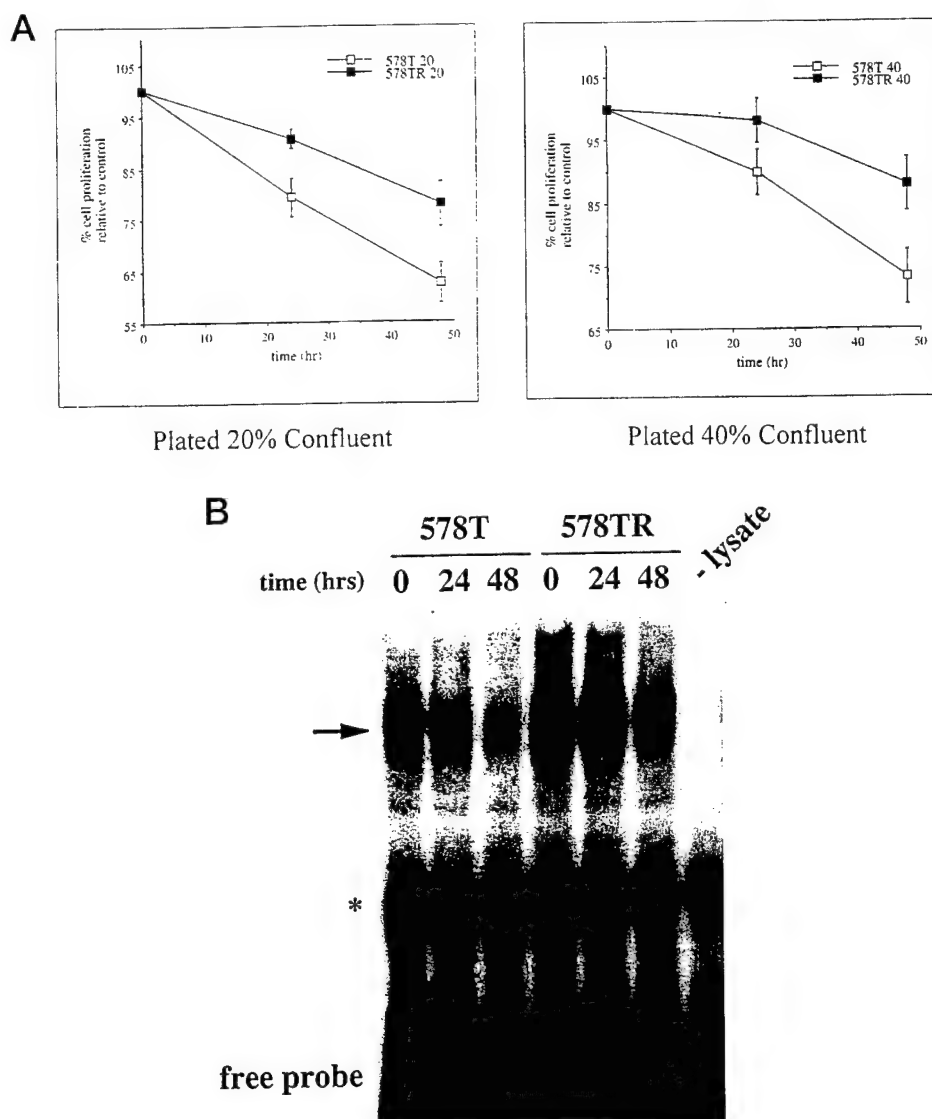 A
578T 20
578TR 20
105
95
85
75
65
55
% cell proliferation
relative to control
0
10
20
30
40
50
time (hr)
Plated 20% Confluent
578T 40
578TR 40
105
95
85
75
65
% cell proliferation
relative to control
0
10
20
30
40
50
time (hr)
Plated 40% Confluent
B
578T 578TR - lysate
time (hrs) 0 24 48 0 24 48
*
free probe